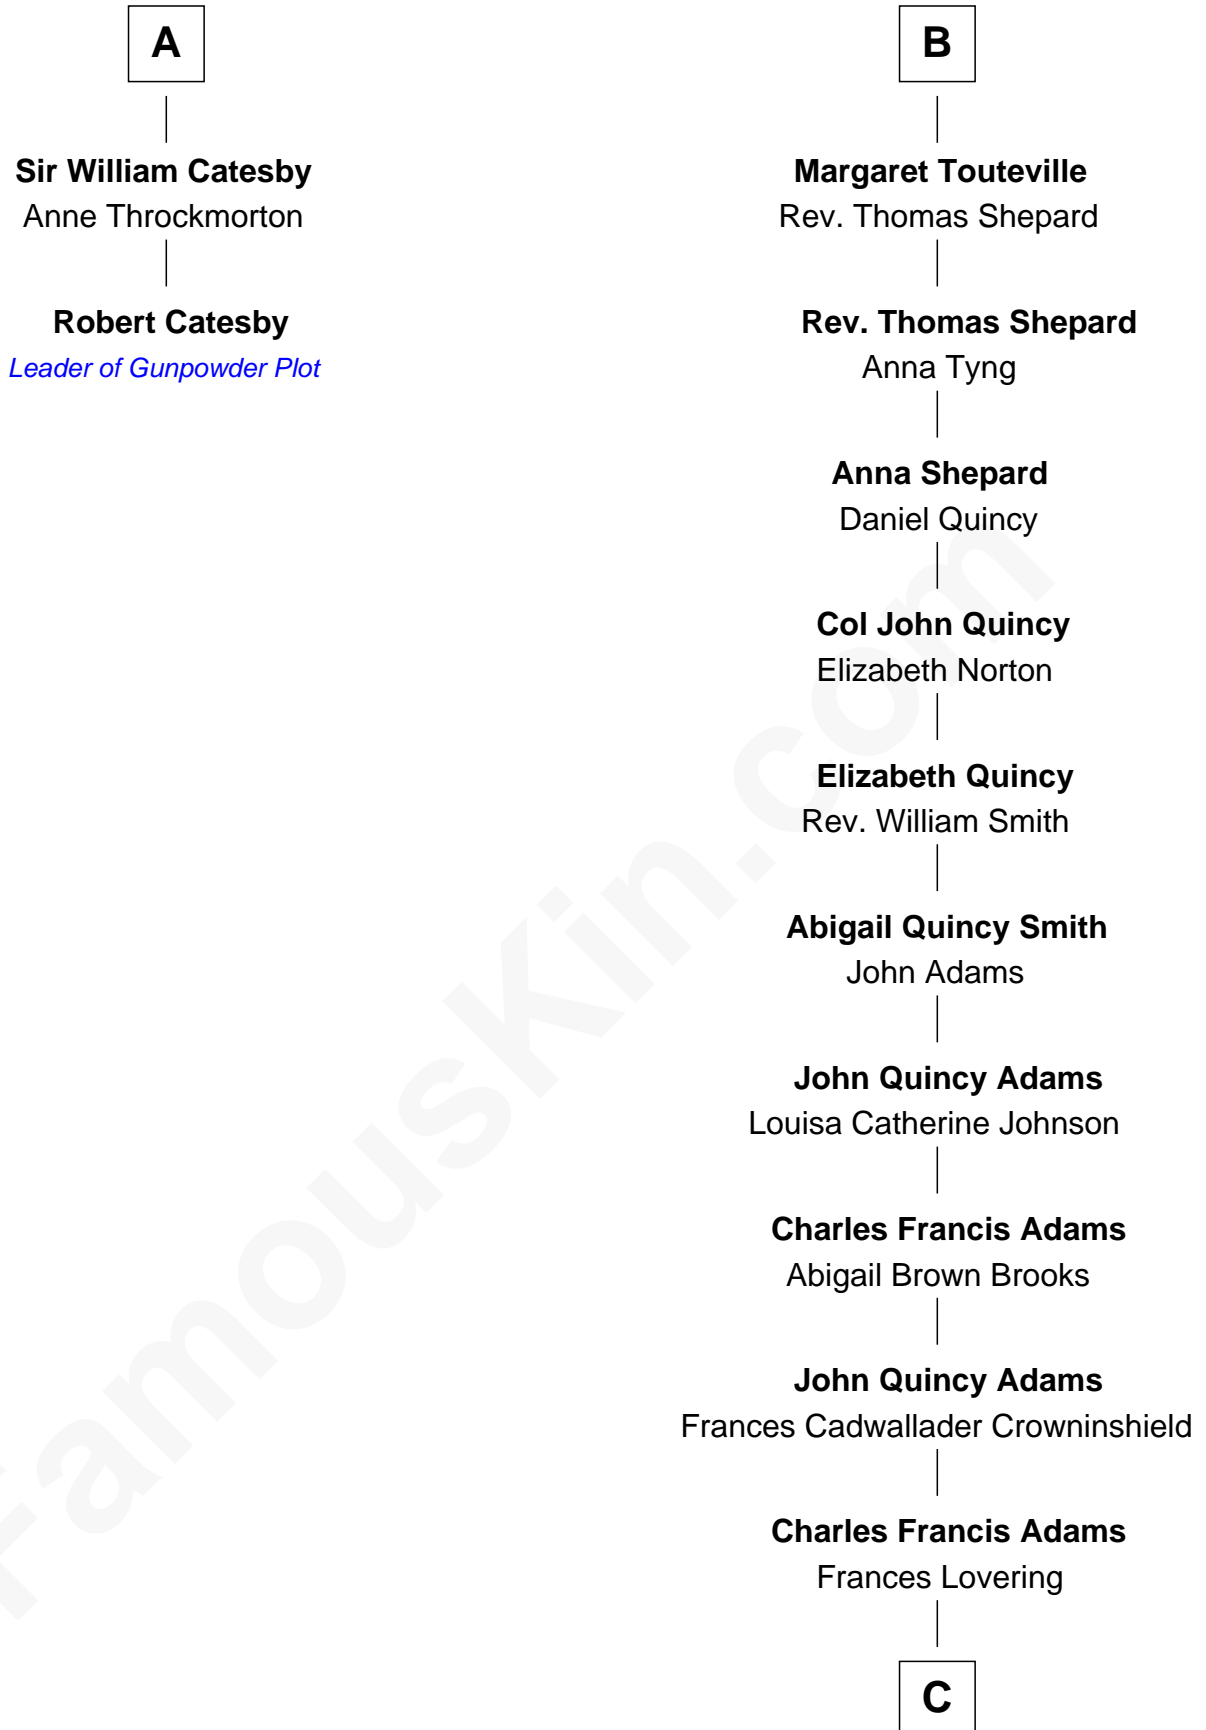 A
Sir William Catesby
Anne Throckmorton
Robert Catesby
Leader of Gunpowder Plot
B
Margaret Touteville
Rev. Thomas Shepard
Rev. Thomas Shepard
Anna Tyng
Anna Shepard
Daniel Quincy
Col John Quincy
Elizabeth Norton
Elizabeth Quincy
Rev. William Smith
Abigail Quincy Smith
John Adams
John Quincy Adams
Louisa Catherine Johnson
Charles Francis Adams
Abigail Brown Brooks
John Quincy Adams
Frances Cadwallader Crowninshield
Charles Francis Adams
Frances Lovering
C
FamousKin.com